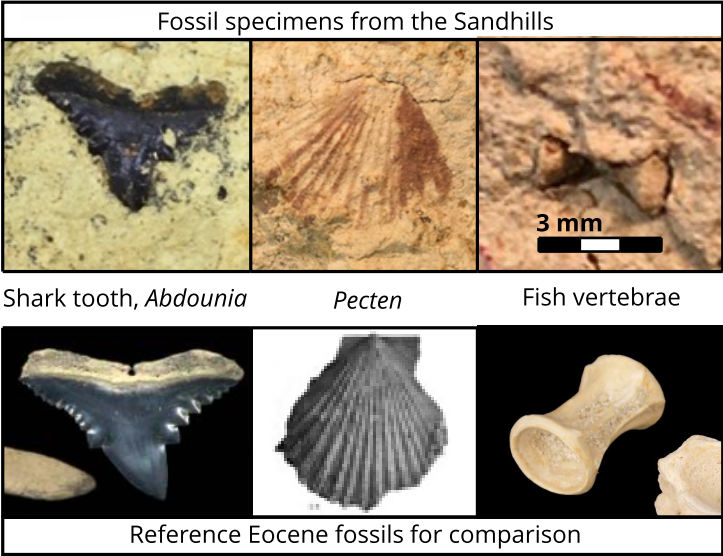 Fossil specimens from the Sandhills
3 mm
Shark tooth, Abdounia
Pecten
Fish vertebrae
Reference Eocene fossils for comparison